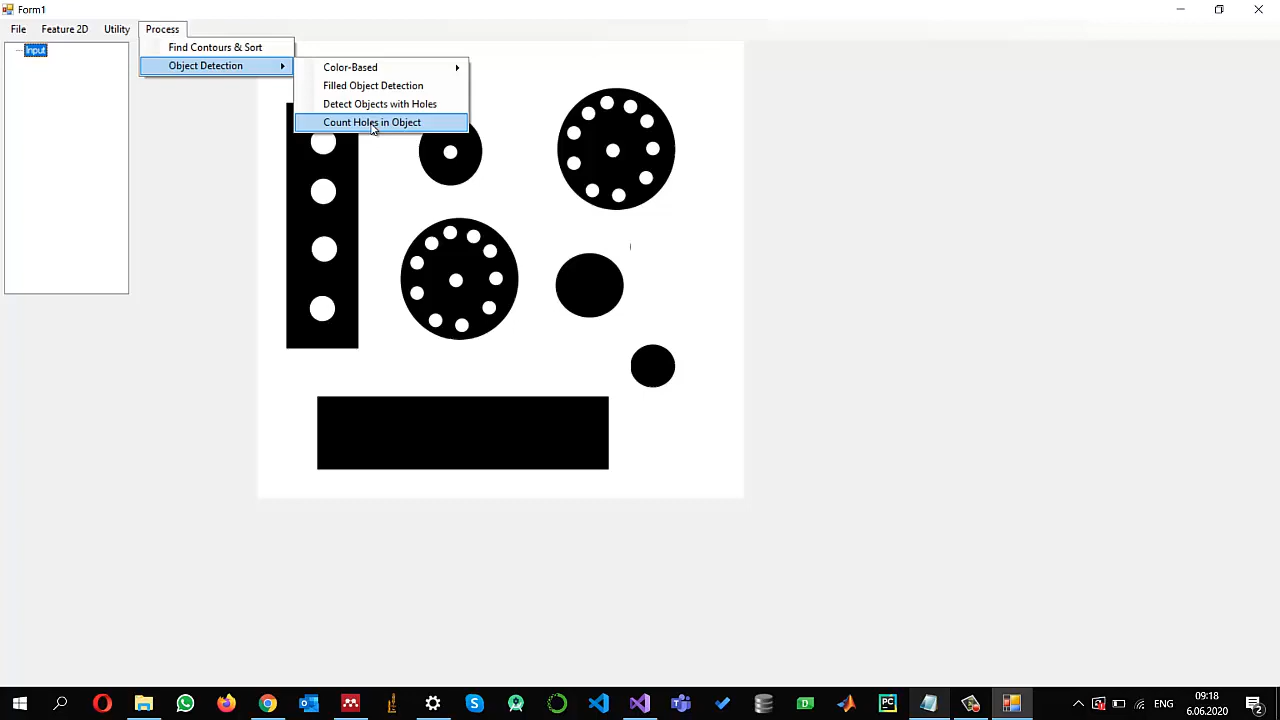 Form1
File Feature 2D Utility Process
input
Find Contours & Sort
Object Detection
Color-Based
Filled Object Detection
Detect Objects with Holes
Count Holes in Object
ENG
09:18
6.06.2020
2